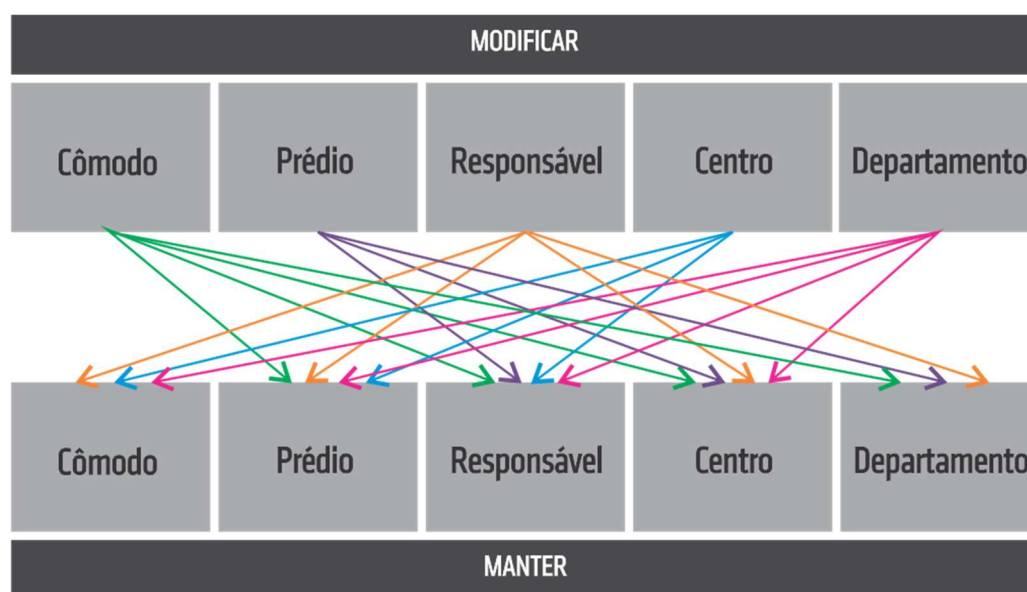 MODIFICAR
Cômodo Prédio Responsável Centro Departamento
Cômodo Prédio Responsável Centro Departamento
MANTER